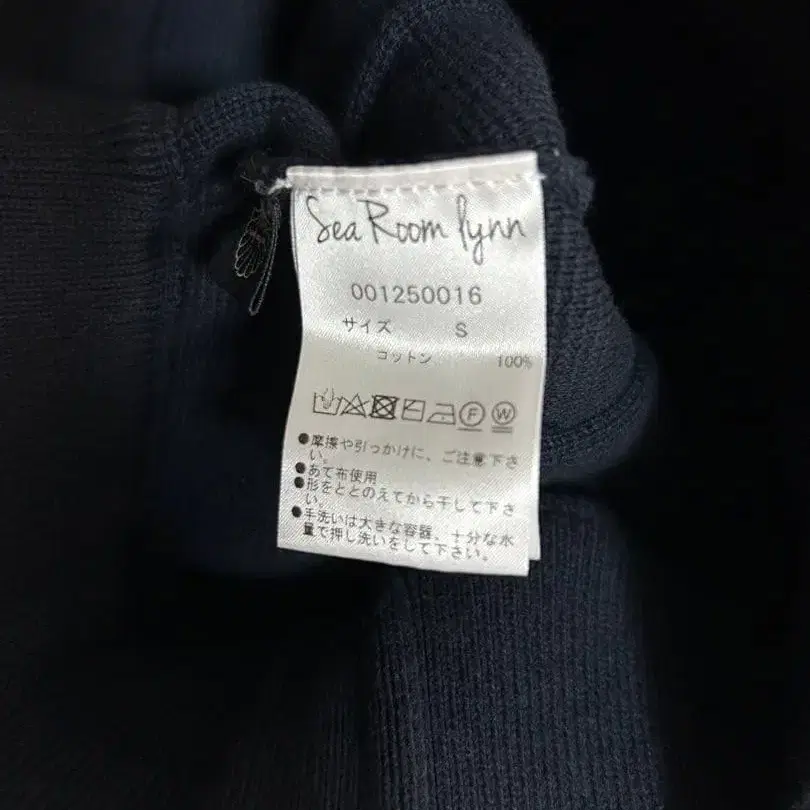 Sea Room lynn
001250016
サイズ S
コットン 100%
F W
●摩擦や引っかけに、ご注意下さ
い。
●あて布使用
●形をととのえてから干して下さ
い。
●手洗いは大きな容器、十分な水
量で押し洗いをして下さい。